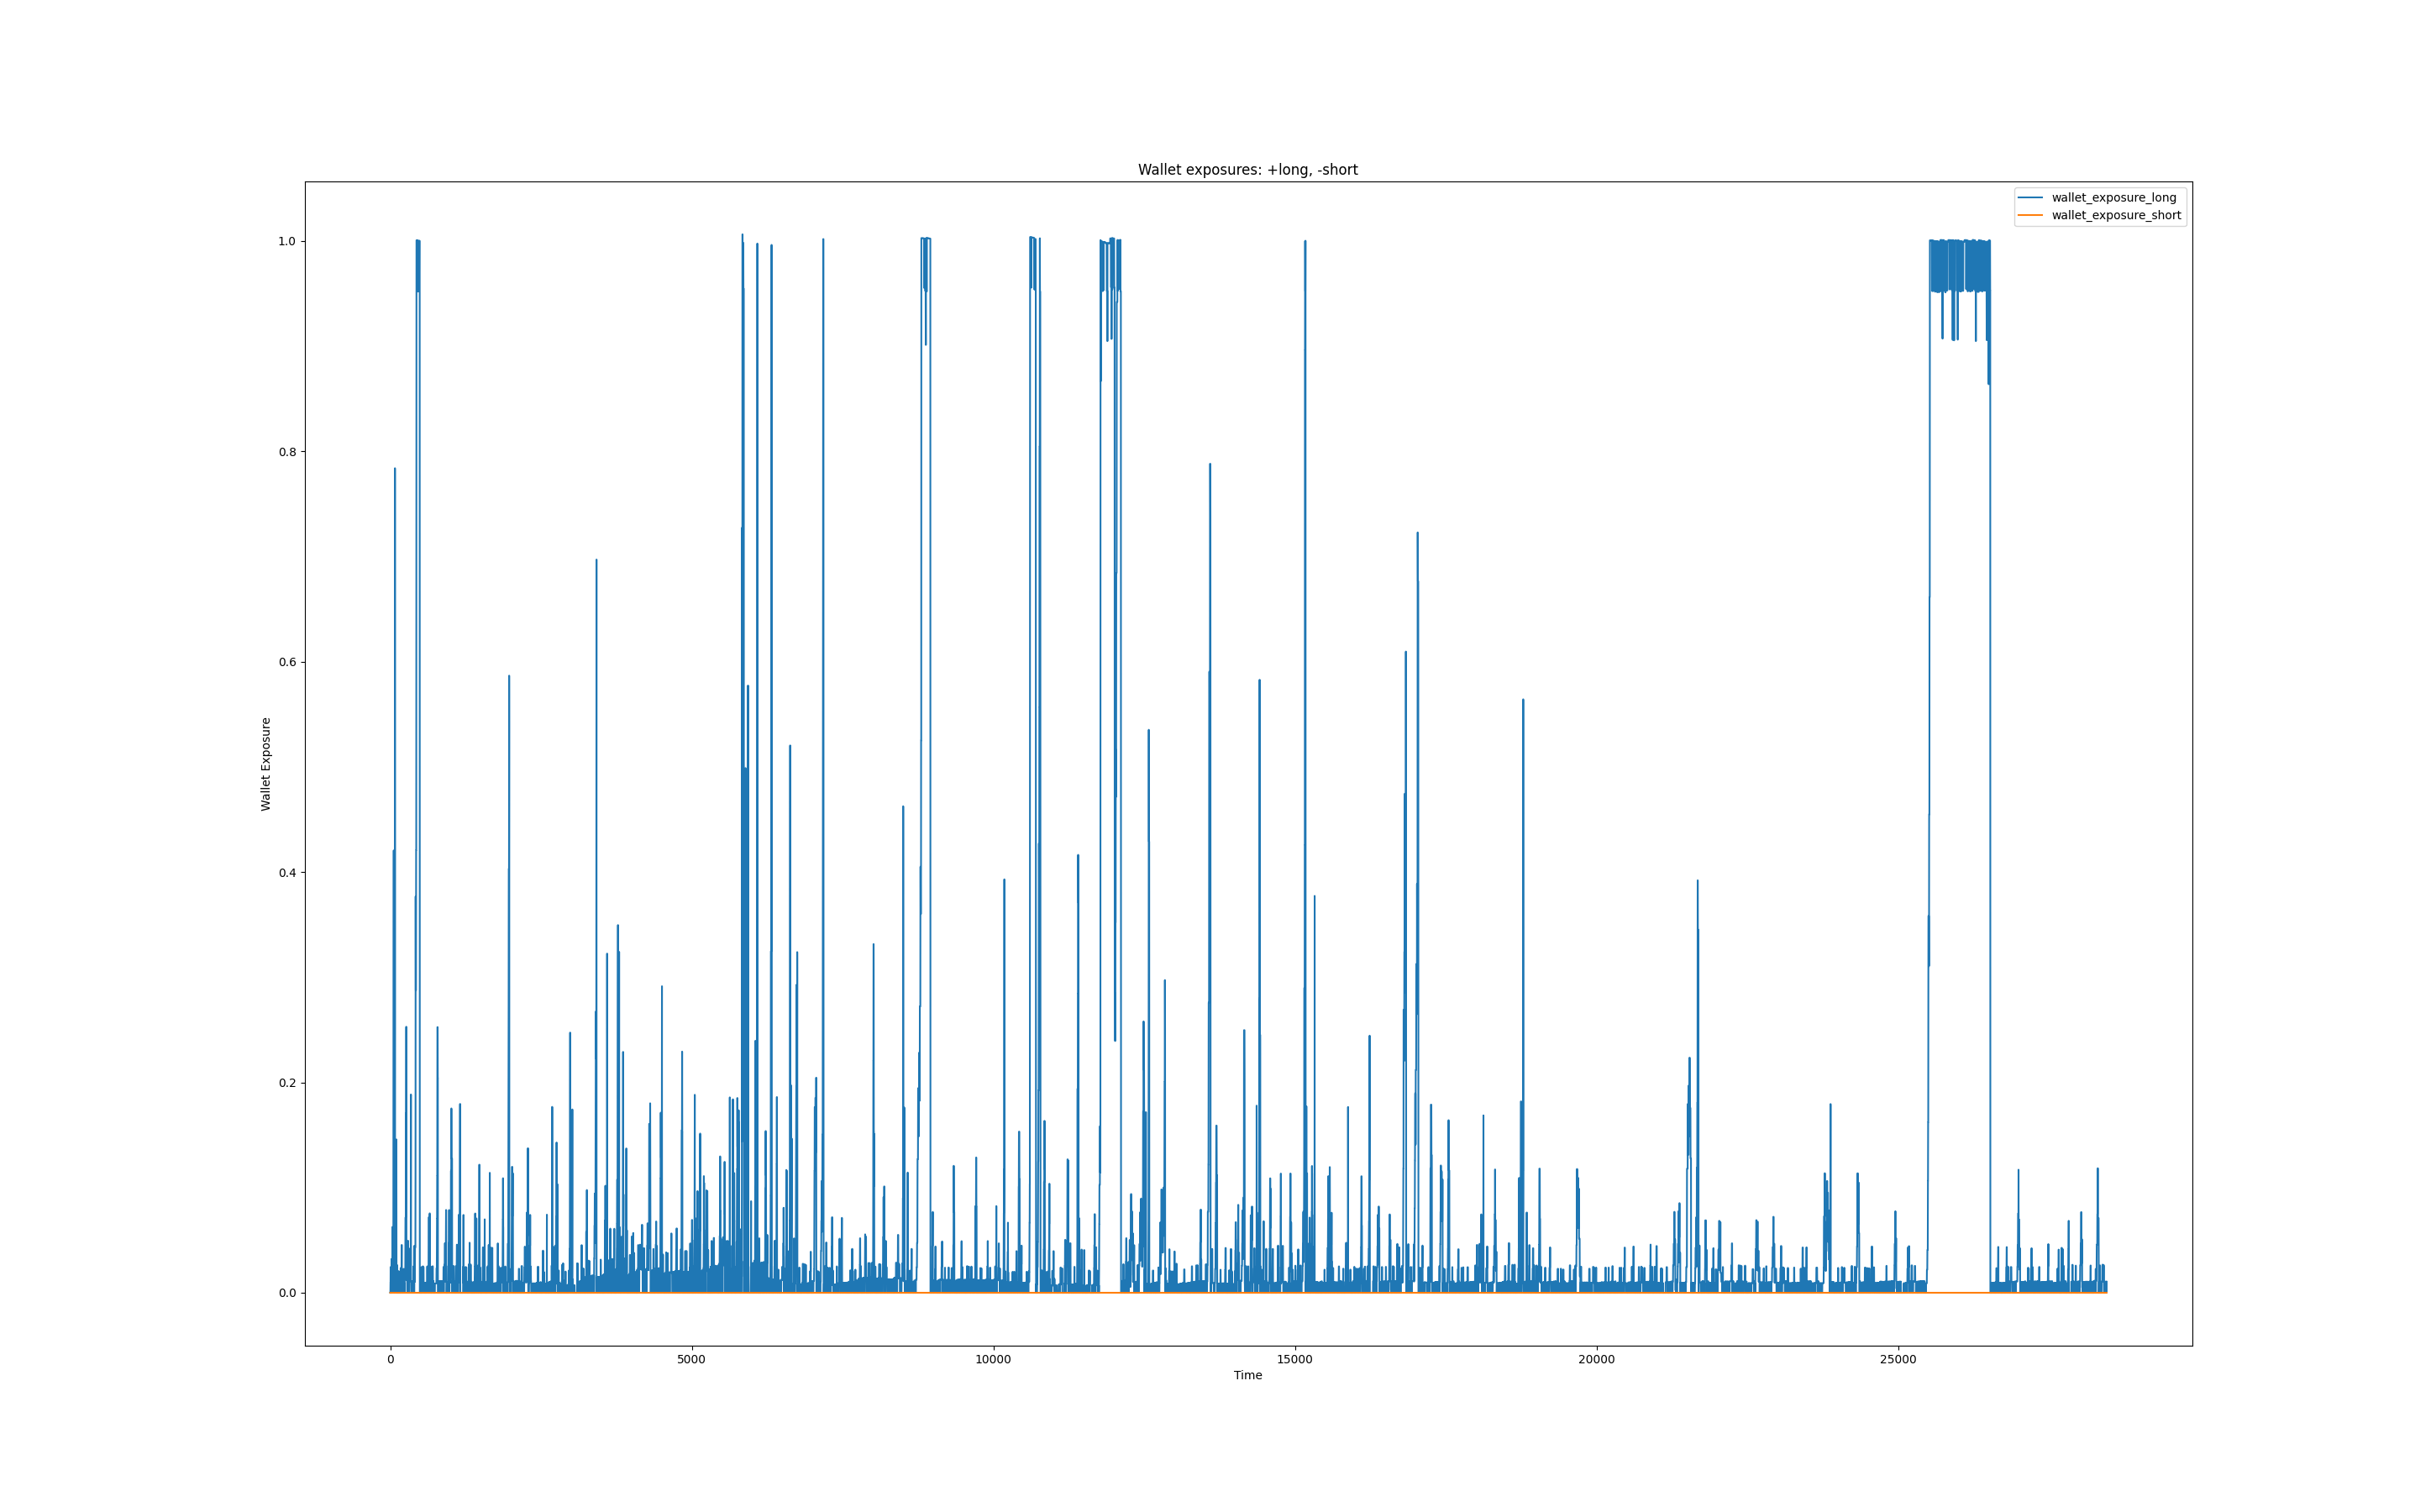 Wallet exposures: +long, -short
wallet_exposure_long
wallet_exposure_short
1.0
0.8
0.6
0.4
0.2
0.0
Wallet Exposure
0 5000 10000 15000 20000 25000
Time